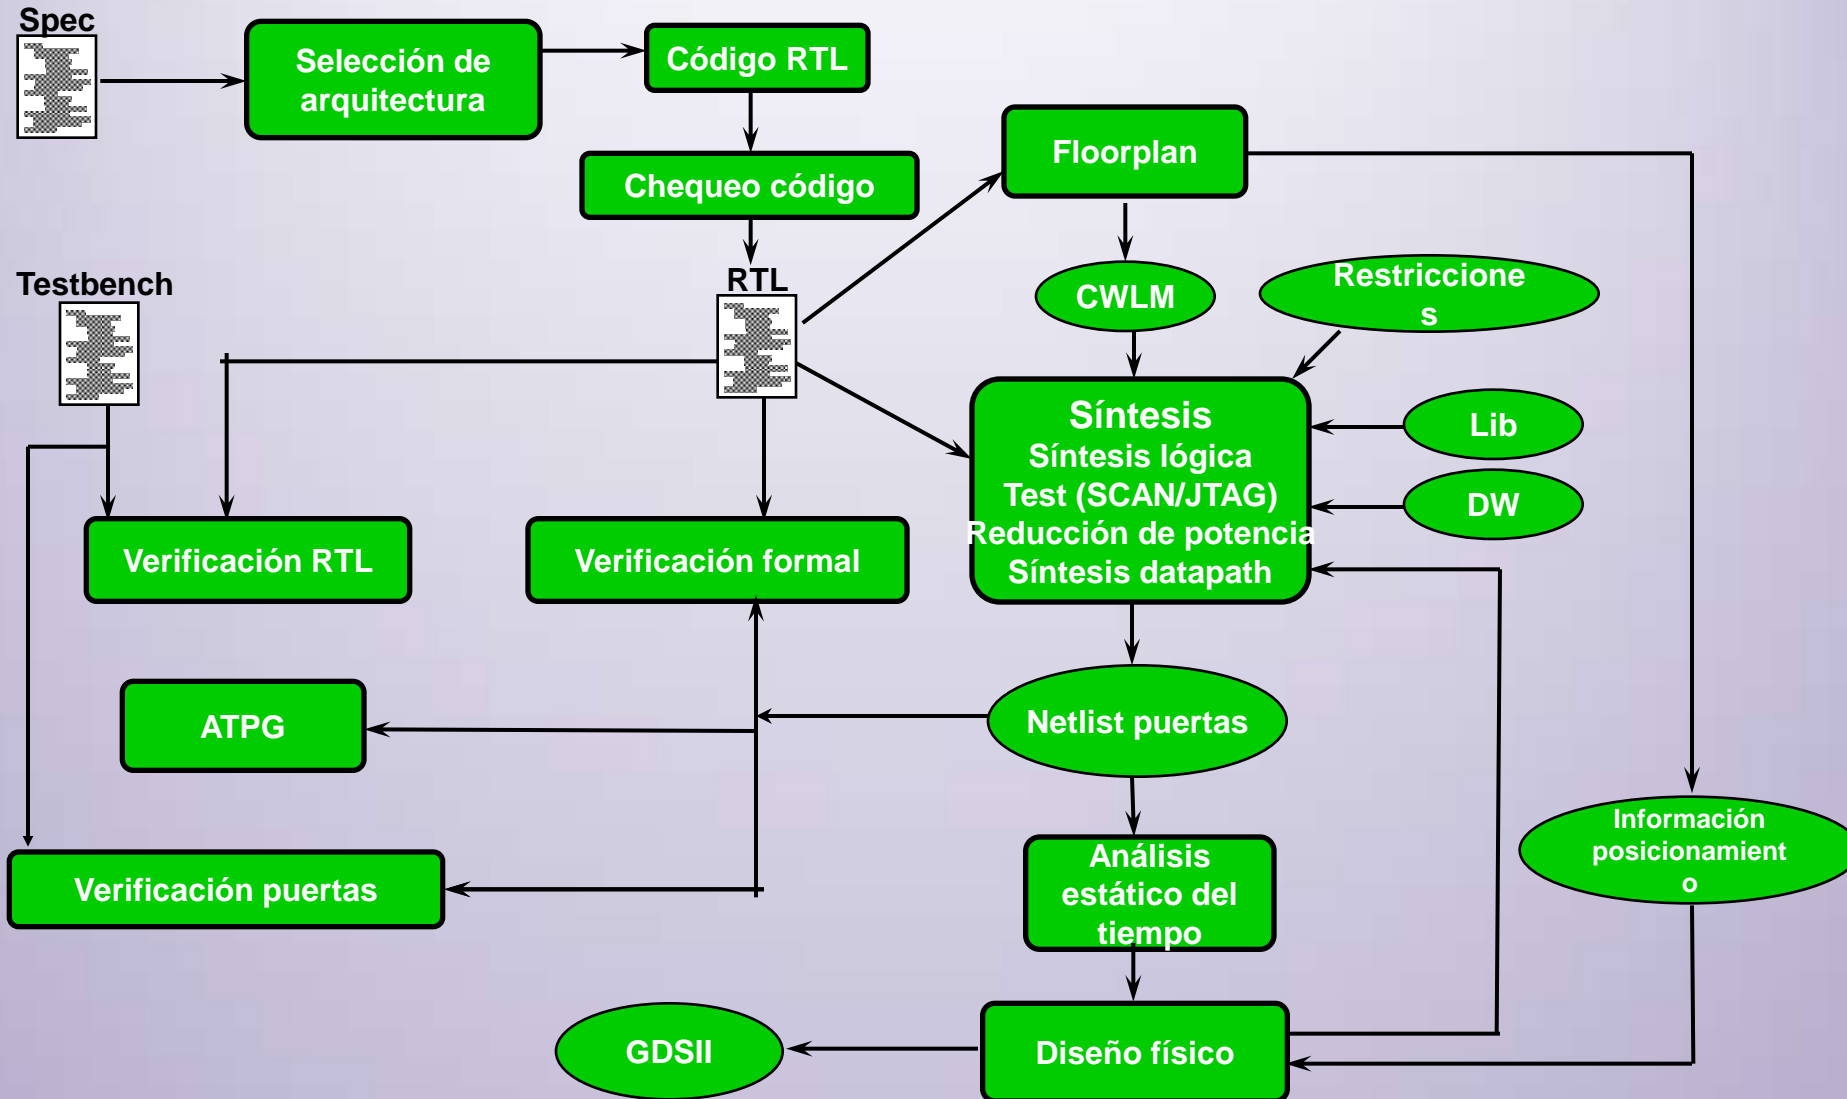 Spec
Selección de
arquitectura
Código RTL
Chequeo código
Floorplan
Testbench
RTL
CWLM
Restriccione
s
Síntesis
Síntesis lógica
Test (SCAN/JTAG)
Reducción de potencia
Síntesis datapath
Lib
DW
Verificación RTL
Verificación formal
ATPG
Netlist puertas
Verificación puertas
Análisis
estático del
tiempo
Información
posicionamient
o
GDSII
Diseño físico